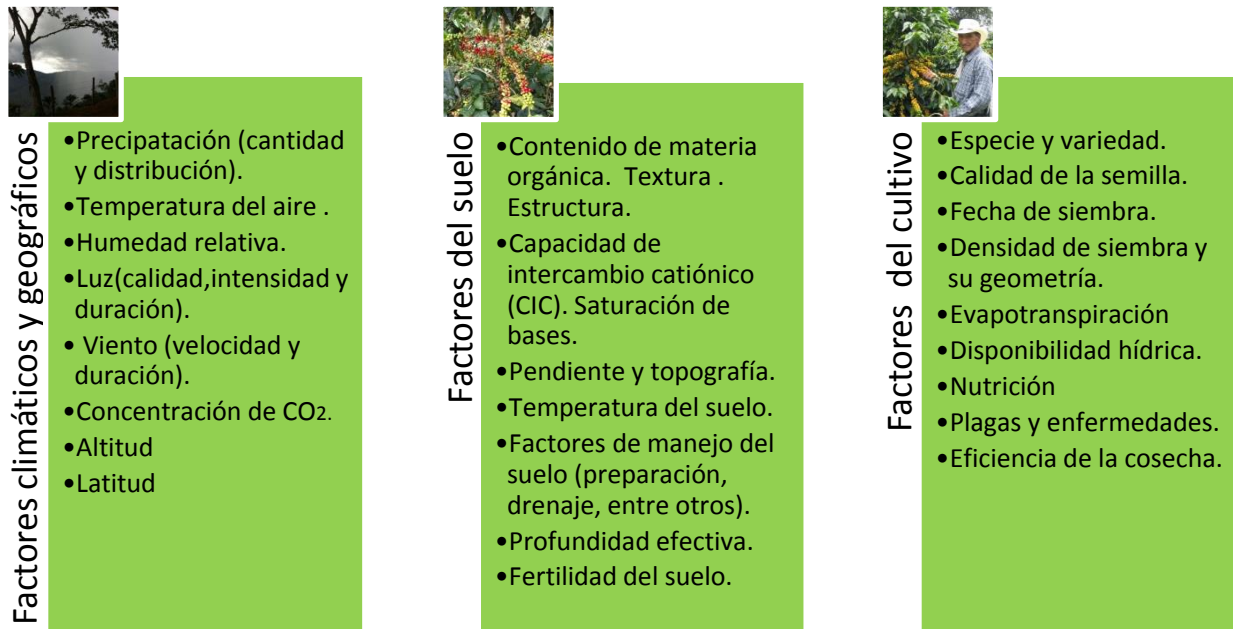 Factores climáticos y geográficos
•Precipatación (cantidad
y distribución).
•Temperatura del aire .
•Humedad relativa.
•Luz(calidad,intensidad y
duración).
• Viento (velocidad y
duración).
•Concentración de CO2.
•Altitud
•Latitud
Factores del suelo
•Contenido de materia
orgánica. Textura .
Estructura.
•Capacidad de
intercambio catiónico
(CIC). Saturación de
bases.
•Pendiente y topografía.
•Temperatura del suelo.
•Factores de manejo del
suelo (preparación,
drenaje, entre otros).
•Profundidad efectiva.
•Fertilidad del suelo.
Factores del cultivo
•Especie y variedad.
•Calidad de la semilla.
•Fecha de siembra.
•Densidad de siembra y
su geometría.
•Evapotranspiración
•Disponibilidad hídrica.
•Nutrición
•Plagas y enfermedades.
•Eficiencia de la cosecha.